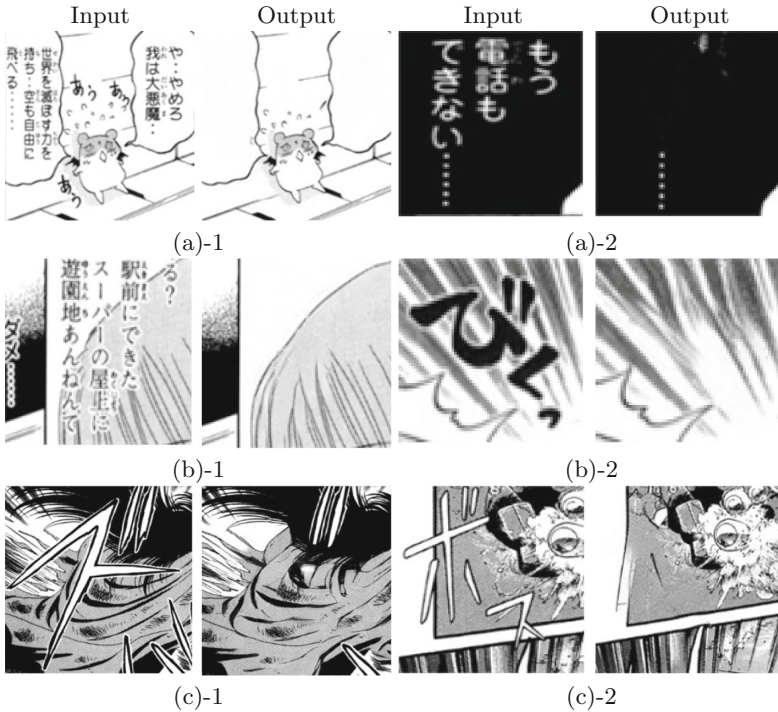 Input
Output
Input
Output
や‥やめろ
我は大悪魔‥
あぅ
あぅ
あぅ
世界を滅ぼす力を
持ち‥空も自由に
飛べる‥‥‥
もう
電話も
できない
(a)-1
(a)-2
る?
駅前にできた
スーパーの屋上に
遊園地あんねんて
ダメ……
びくっ
(b)-1
(b)-2
(c)-1
(c)-2